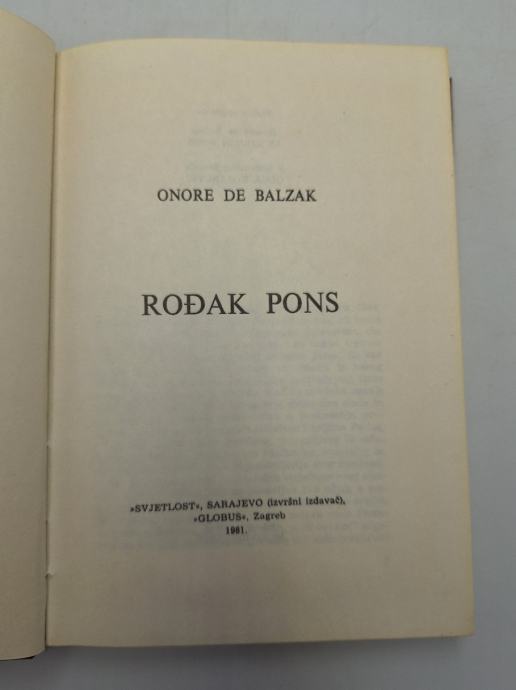 ONORE DE BALZAK
ROĐAK PONS
»SVJETLOST«, SARAJEVO (izvršni izdavač),
»GLOBUS«, Zagreb
1981.